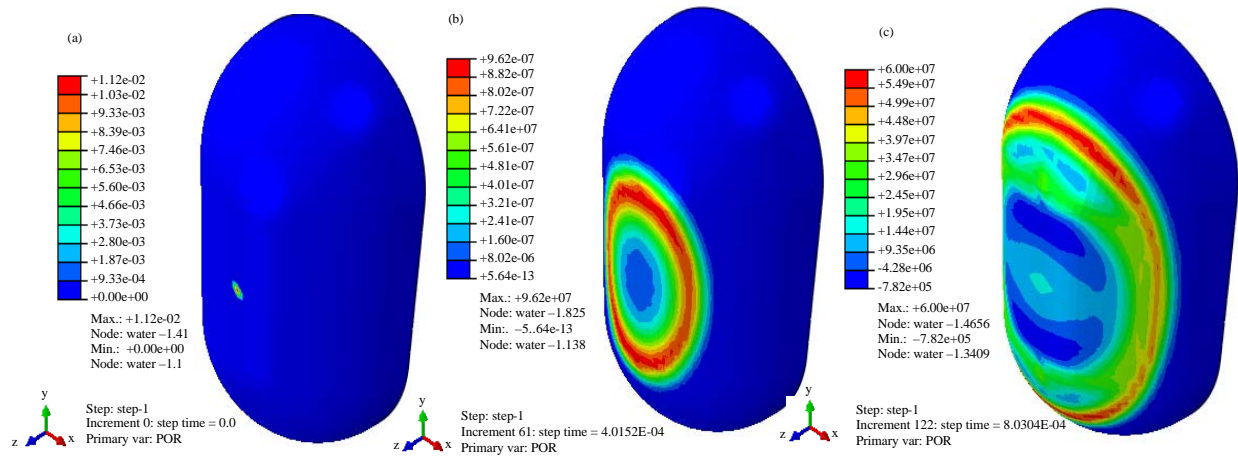 (a)
+1.12e-02
+1.03e-02
+9.33e-03
+8.39e-03
+7.46e-03
+6.53e-03
+5.60e-03
+4.66e-03
+3.73e-03
+2.80e-03
+1.87e-03
+9.33e-04
+0.00e+00
Max.: +1.12e-02
Node: water –1.41
Min.: +0.00e+00
Node: water –1.1
y
z
x
Step: step-1
Increment 0: step time = 0.0
Primary var: POR
(b)
+9.62e-07
+8.82e-07
+8.02e-07
+7.22e-07
+6.41e+07
+5.61e-07
+4.81e-07
+4.01e-07
+3.21e-07
+2.41e-07
+1.60e-07
+8.02e-06
+5.64e-13
Max.: +9.62e+07
Node: water –1.825
Min:. –5..64e-13
Node: water –1.138
y
z
x
Step: step-1
Increment 61: step time = 4.0152E-04
Primary var: POR
(c)
+6.00e+07
+5.49e+07
+4.99e+07
+4.48e+07
+3.97e+07
+3.47e+07
+2.96e+07
+2.45e+07
+1.95e+07
+1.44e+07
+9.35e+06
-4.28e+06
-7.82e+05
Max.: +6.00e+07
Node: water –1.4656
Min.: –7.82e+05
Node: water –1.3409
y
z
x
Step: step-1
Increment 122: step time = 8.0304E-04
Primary var: POR